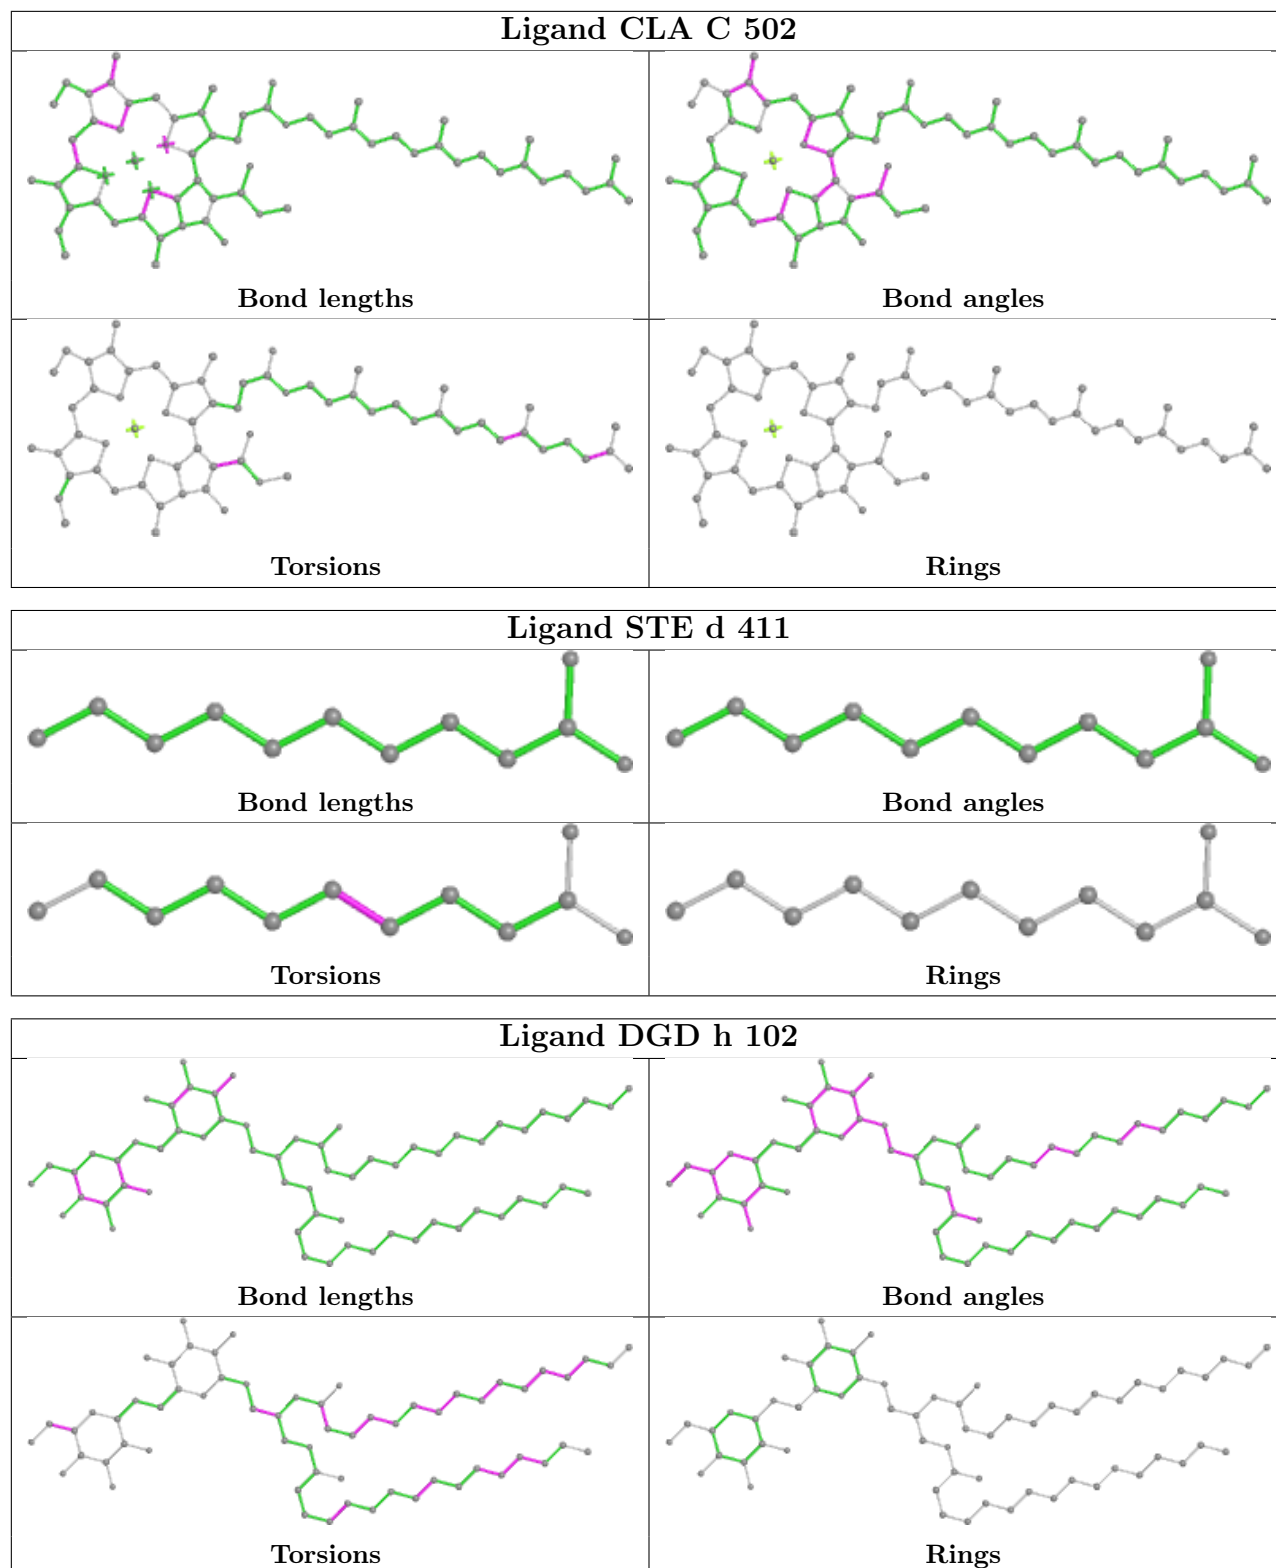 Ligand CLA C 502
Bond lengths
Bond angles
Torsions
Rings
Ligand STE d 411
Bond lengths
Bond angles
Torsions
Rings
Ligand DGD h 102
Bond lengths
Bond angles
Torsions
Rings